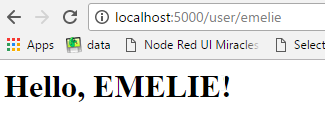 localhost:5000/user/emelie
Apps data Node Red UI Miracles Select
Hello, EMELIE!